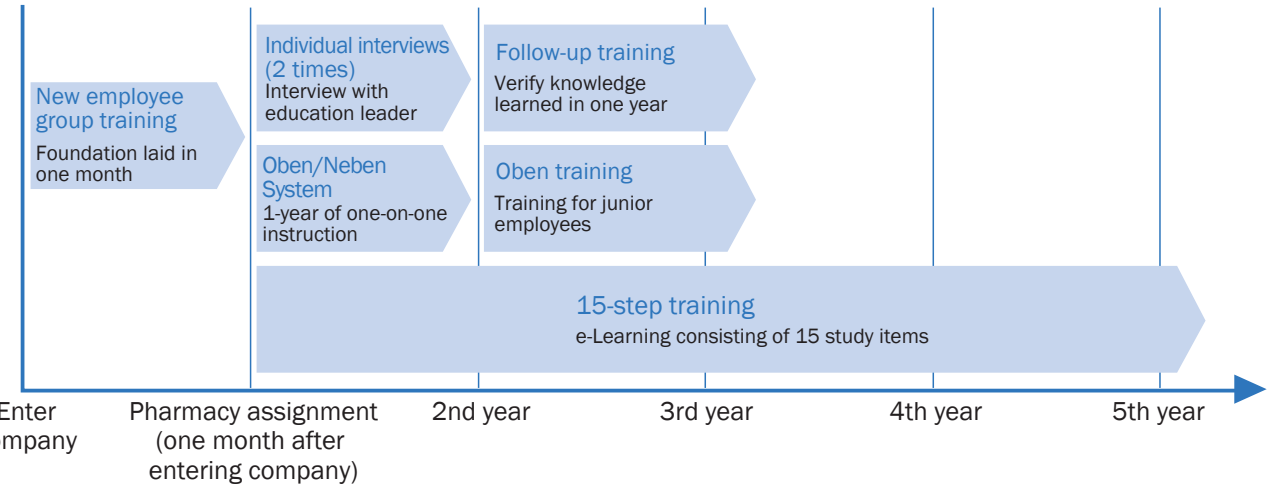 New employee
group training
Foundation laid in
one month
Individual interviews
(2 times)
Interview with
education leader
Oben/Neben
System
1-year of one-on-one
instruction
Follow-up training
Verify knowledge
learned in one year
Oben training
Training for junior
employees
15-step training
e-Learning consisting of 15 study items
Enter
ompany
Pharmacy assignment
(one month after
entering company)
2nd year
3rd year
4th year
5th year